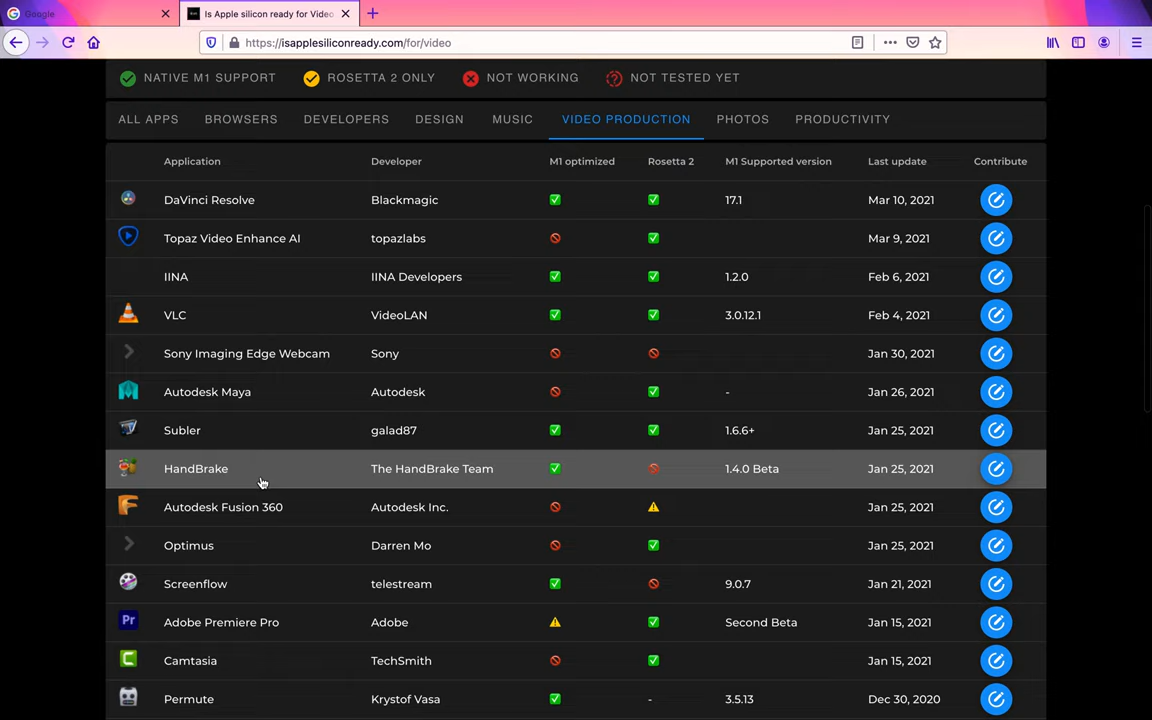 Google
Is Apple silicon ready for Video
https://isapplesiliconready.com/for/video
NATIVE M1 SUPPORT ROSETTA 2 ONLY NOT WORKING NOT TESTED YET
ALL APPS BROWSERS DEVELOPERS DESIGN MUSIC VIDEO PRODUCTION PHOTOS PRODUCTIVITY
Application Developer M1 optimized Rosetta 2 M1 Supported version Last update Contribute
DaVinci Resolve Blackmagic 17.1 Mar 10, 2021
Topaz Video Enhance AI topazlabs Mar 9, 2021
IINA IINA Developers 1.2.0 Feb 6, 2021
VLC VideoLAN 3.0.12.1 Feb 4, 2021
Sony Imaging Edge Webcam Sony Jan 30, 2021
Autodesk Maya Autodesk - Jan 26, 2021
Subler galad87 1.6.6+ Jan 25, 2021
HandBrake The HandBrake Team 1.4.0 Beta Jan 25, 2021
Autodesk Fusion 360 Autodesk Inc. Jan 25, 2021
Optimus Darren Mo Jan 25, 2021
Screenflow telestream 9.0.7 Jan 21, 2021
Pr Adobe Premiere Pro Adobe Second Beta Jan 15, 2021
Camtasia TechSmith Jan 15, 2021
Permute Krystof Vasa - 3.5.13 Dec 30, 2020